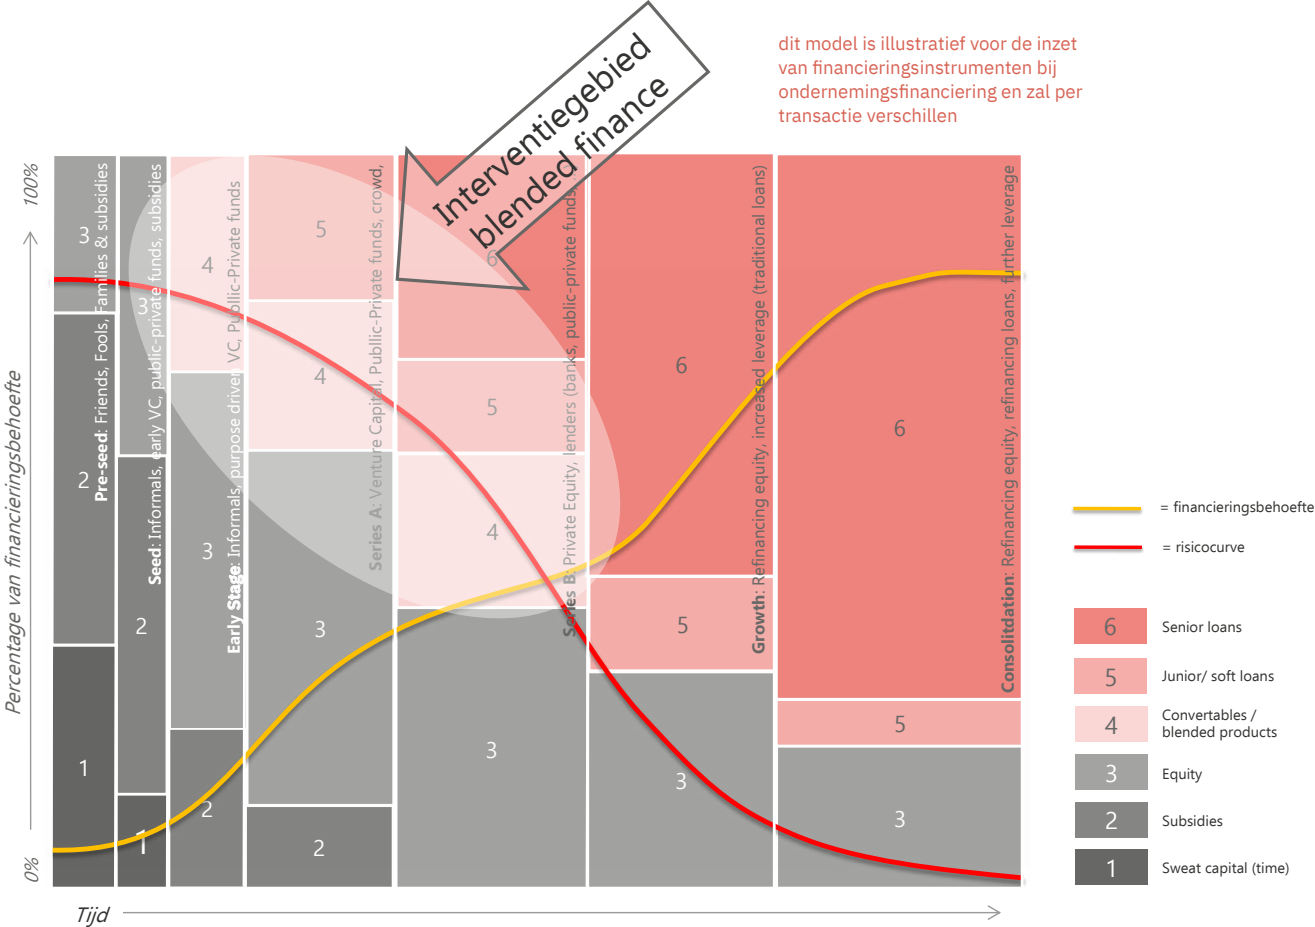 Interventiegebied
blended finance
dit model is illustratief voor de inzet
van financieringsinstrumenten bij
ondernemingsfinanciering en zal per
transactie verschillen
100%
Percentage van financieringsbehoefte
0%
Tijd
3
2
1
Pre-seed: Friends, Fools, Families & subsidies
3
2
1
Seed: Informals, early VC, public-private funds, subsidies
4
3
2
Early Stage: Informals, purpose driven VC, Publlic-Private funds
5
4
3
2
Series A: Venture Capital, Publlic-Private funds, crowd,
6
5
4
3
Series B: Private Equity, lenders (banks, public-private funds,
6
5
3
Growth: Refinancing equity, increased leverage (traditional loans)
6
5
3
Consolitdation: Refinancing equity, refinancing loans, further leverage
= financieringsbehoefte
= risicocurve
6 Senior loans
5 Junior/ soft loans
4 Convertables /
blended products
3 Equity
2 Subsidies
1 Sweat capital (time)